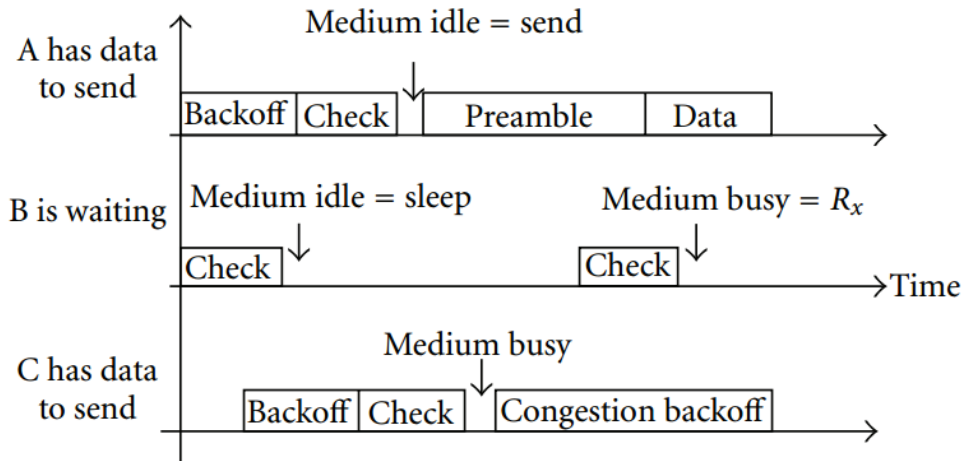 Medium idle = send
A has data
to send
Backoff Check Preamble Data
Medium idle = sleep
Medium busy = Rₓ
B is waiting
Check Check
Time
Medium busy
C has data
to send
Backoff Check Congestion backoff